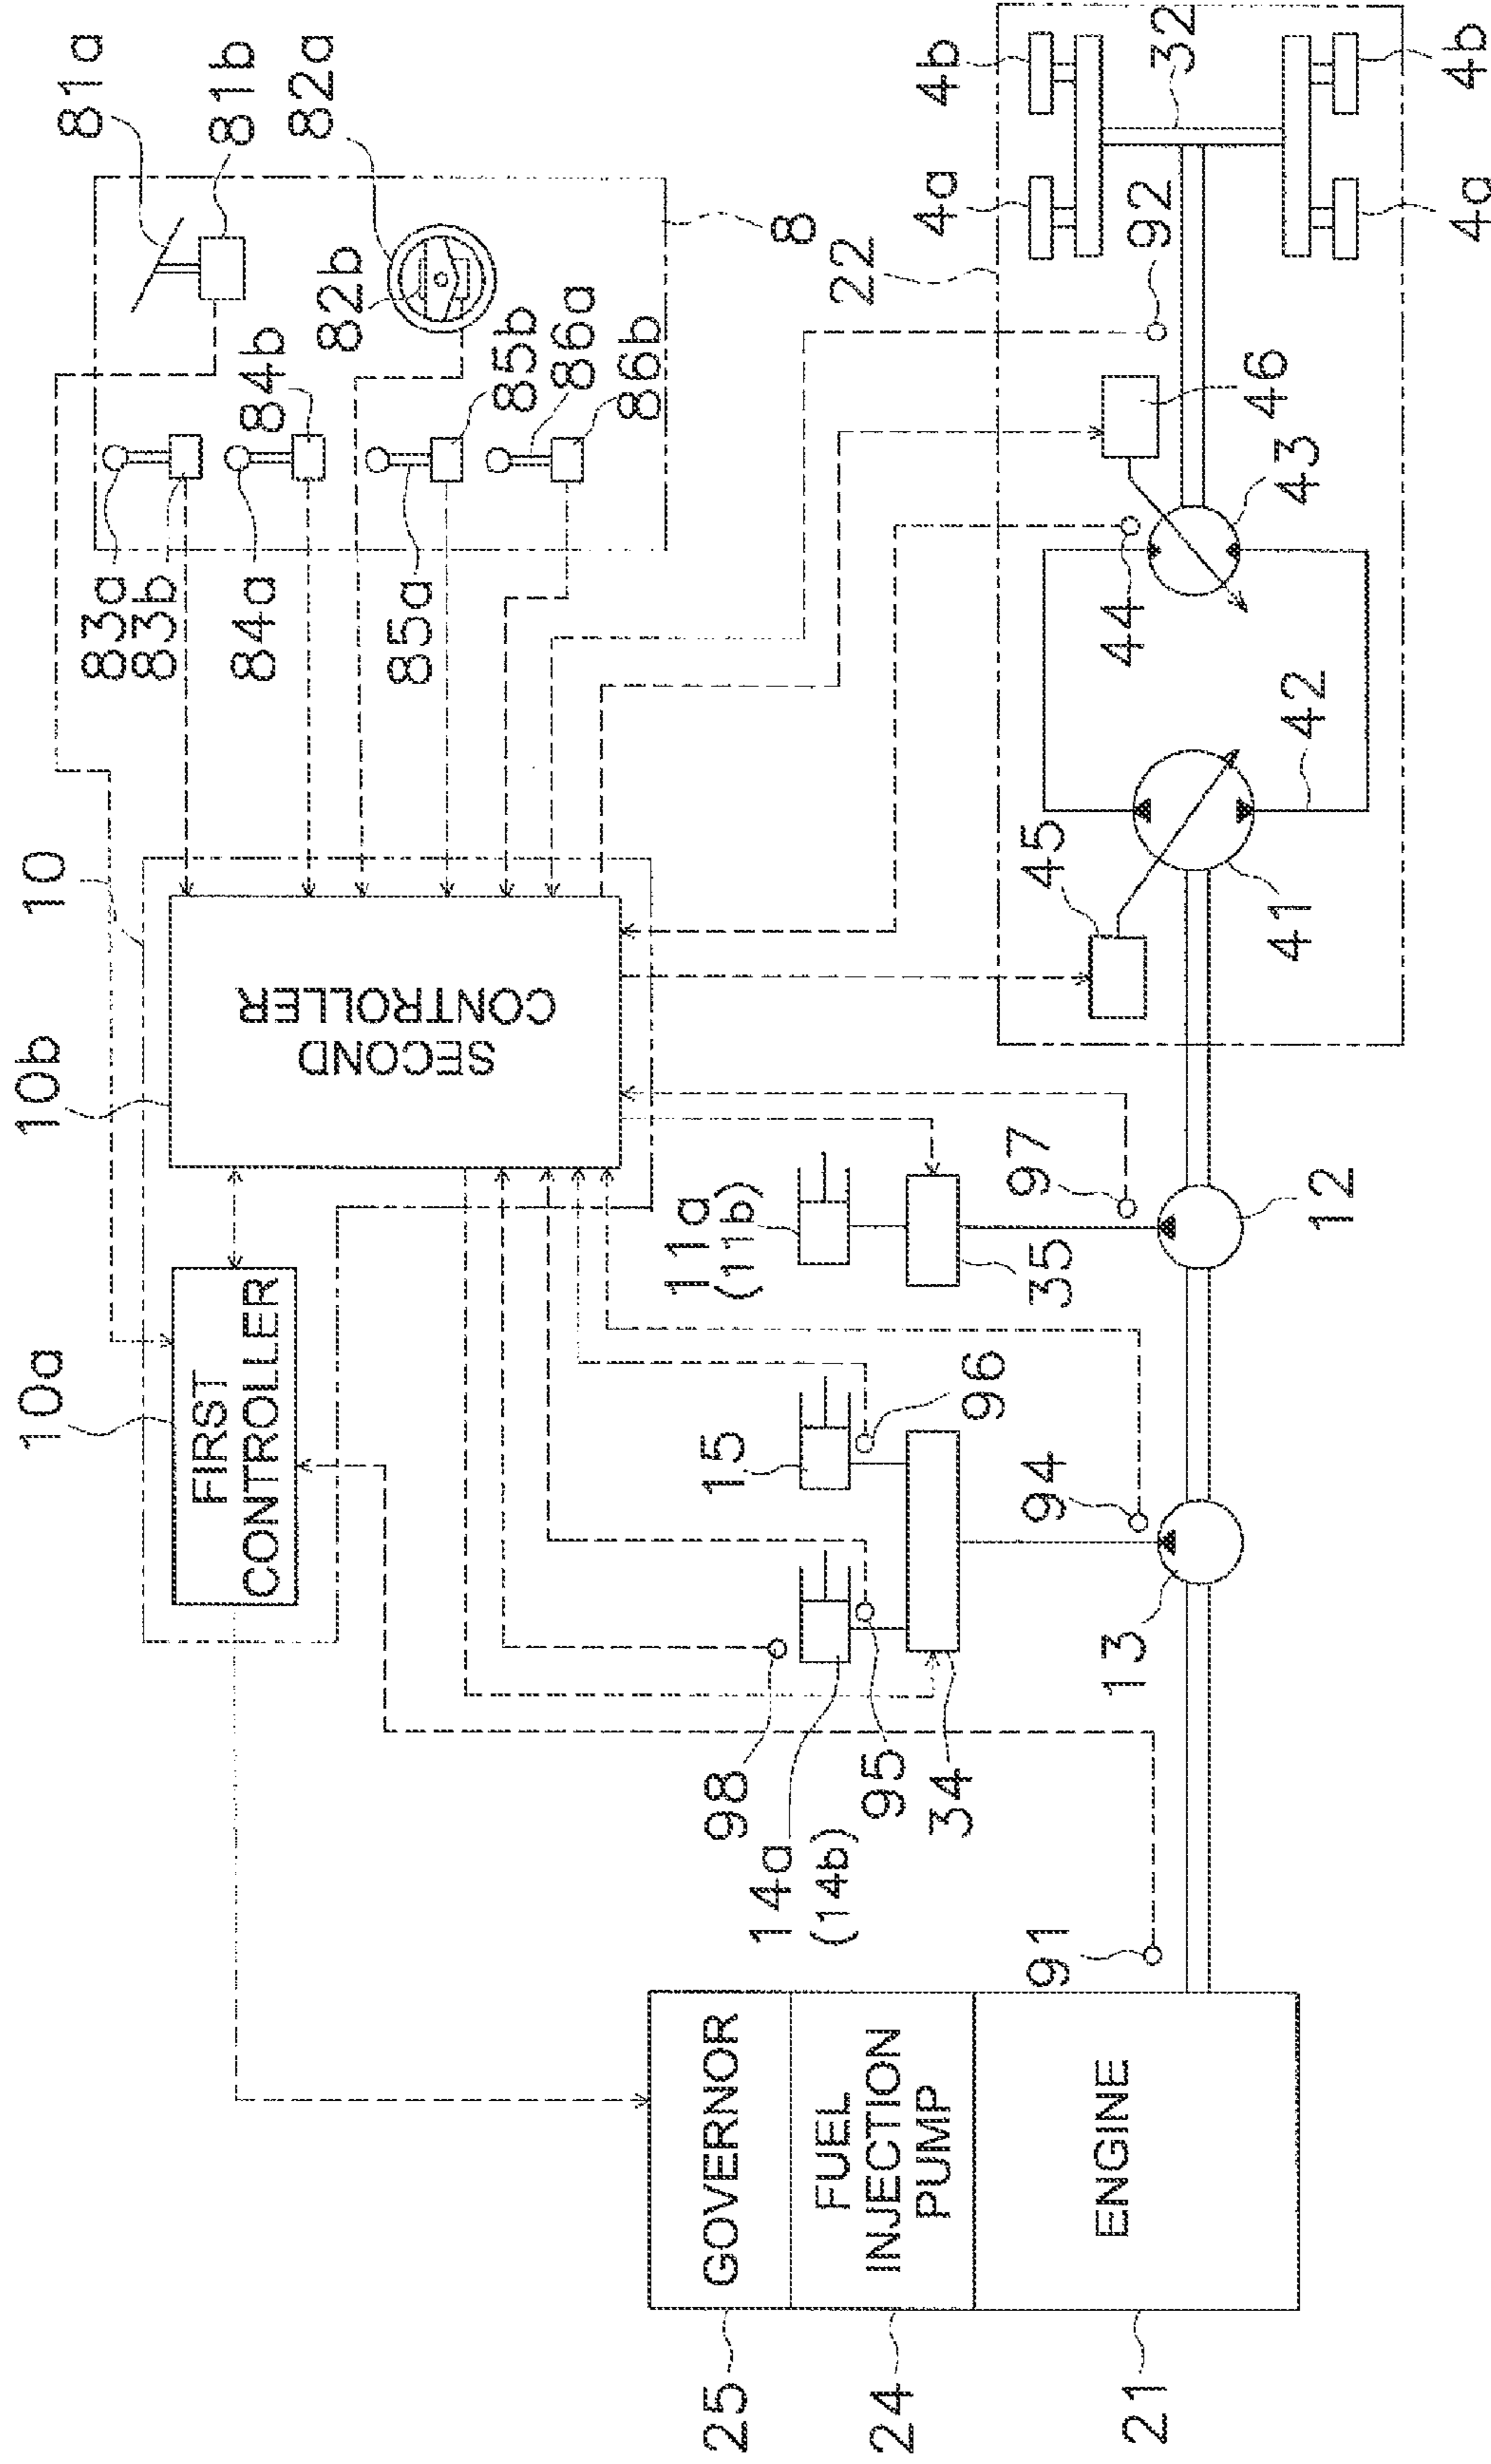 81a
81b
82a
82b
83a
83b
84a
84b
85a
85b
86a
86b
8
10
10b
10a
SECOND
CONTROLLER
FIRST
CONTROLLER
22
4a
4b
4a
4b
32
92
46
43
44
42
45
41
11a
(11b)
97
35
12
15
96
94
13
98
14a
(14b)
95
34
91
GOVERNOR
FUEL
INJECTION
PUMP
ENGINE
25
24
21